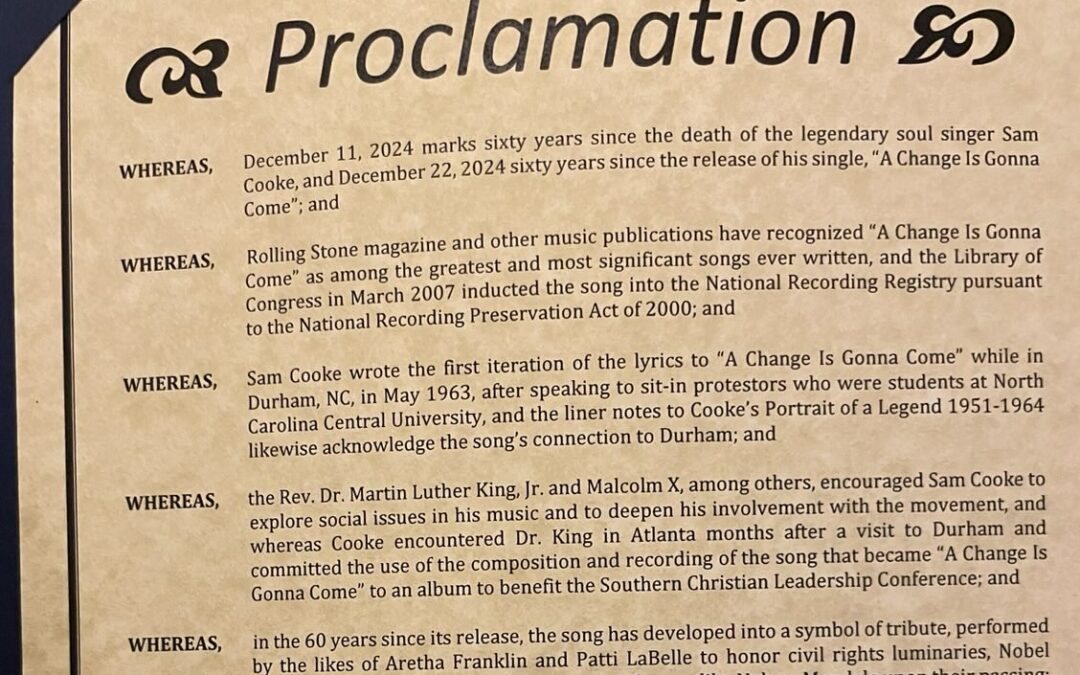 Proclamation
WHEREAS, December 11, 2024 marks sixty years since the death of the legendary soul singer Sam
Cooke, and December 22, 2024 sixty years since the release of his single, “A Change Is Gonna
Come”; and
WHEREAS, Rolling Stone magazine and other music publications have recognized “A Change Is Gonna
Come” as among the greatest and most significant songs ever written, and the Library of
Congress in March 2007 inducted the song into the National Recording Registry pursuant
to the National Recording Preservation Act of 2000; and
WHEREAS, Sam Cooke wrote the first iteration of the lyrics to “A Change Is Gonna Come” while in
Durham, NC, in May 1963, after speaking to sit-in protestors who were students at North
Carolina Central University, and the liner notes to Cooke’s Portrait of a Legend 1951-1964
likewise acknowledge the song’s connection to Durham; and
WHEREAS, the Rev. Dr. Martin Luther King, Jr. and Malcolm X, among others, encouraged Sam Cooke to
explore social issues in his music and to deepen his involvement with the movement, and
whereas Cooke encountered Dr. King in Atlanta months after a visit to Durham and
committed the use of the composition and recording of the song that became “A Change Is
Gonna Come” to an album to benefit the Southern Christian Leadership Conference; and
WHEREAS, in the 60 years since its release, the song has developed into a symbol of tribute, performed
by the likes of Aretha Franklin and Patti LaBelle to honor civil rights luminaries, Nobel
upon their passing;